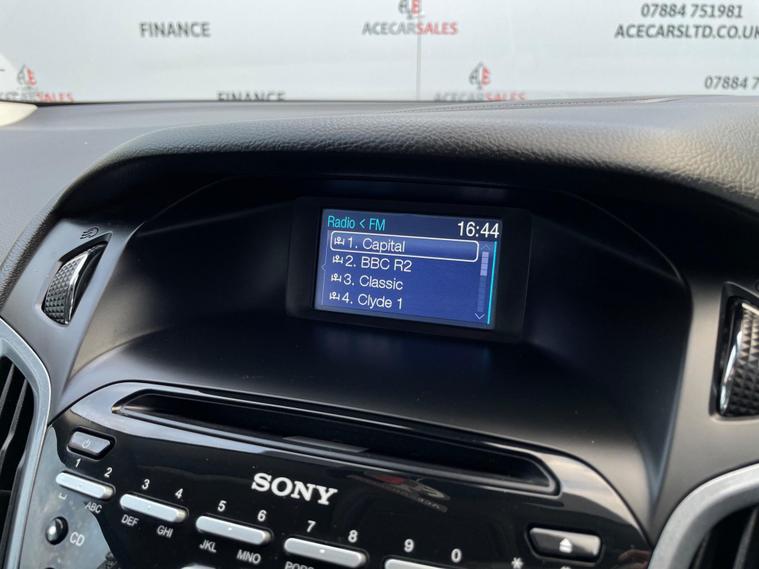 07884 751981
FINANCE
ACECARSALES
ACECARSLTD.CO.UK
07884 7
FINANCE
ACECARSALES
ACECARSALES
Radio < FM
16:44
1. Capital
2. BBC R2
3. Classic
4. Clyde 1
SONY
1 2 3 4 5 6 7 8 9 0 *
ABC DEF GHI JKL MNO
CD